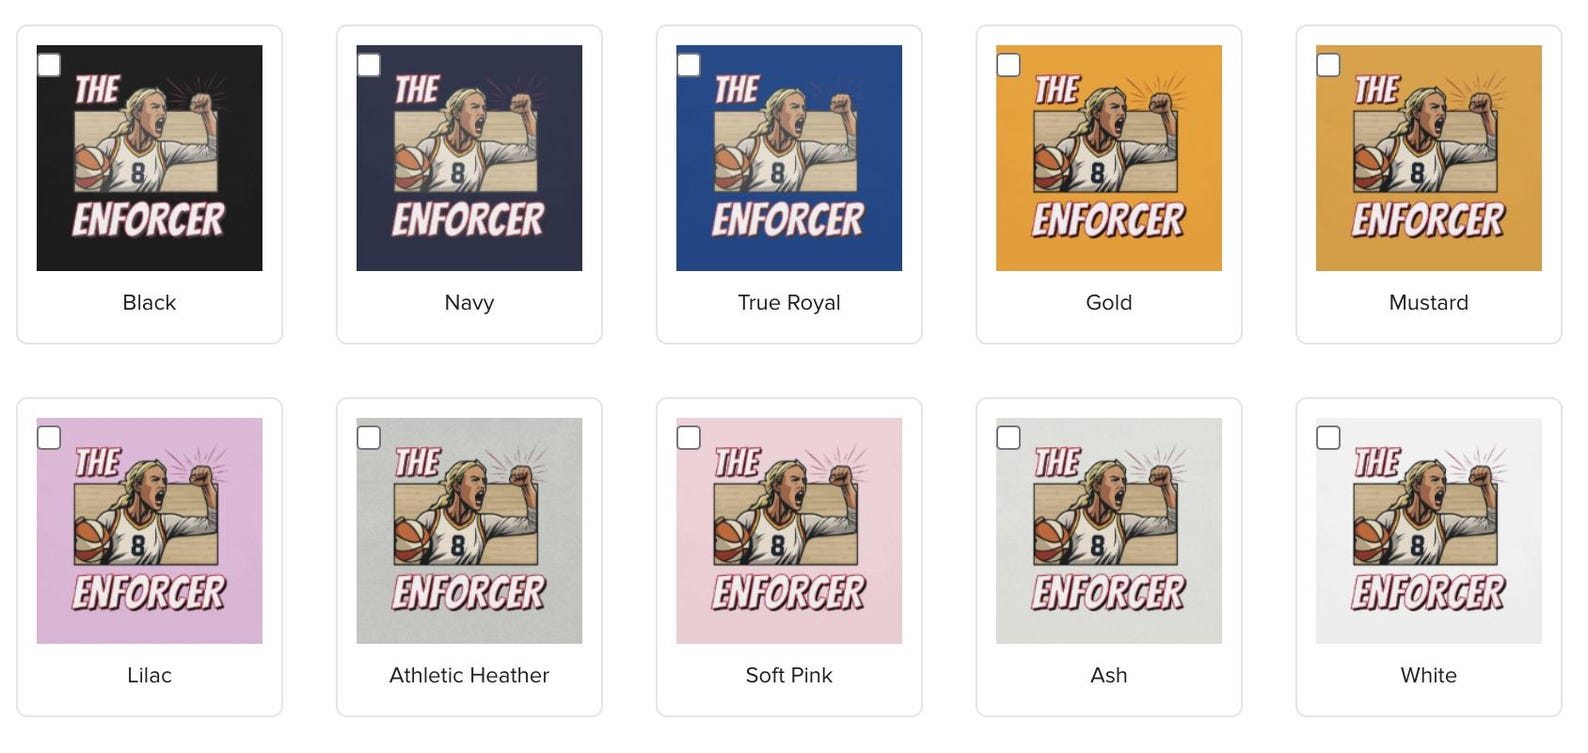 THE
8
ENFORCER
Black
THE
8
ENFORCER
Navy
THE
8
ENFORCER
True Royal
THE
8
ENFORCER
Gold
THE
8
ENFORCER
Mustard
THE
8
ENFORCER
Lilac
THE
8
ENFORCER
Athletic Heather
THE
8
ENFORCER
Soft Pink
THE
8
ENFORCER
Ash
THE
8
ENFORCER
White